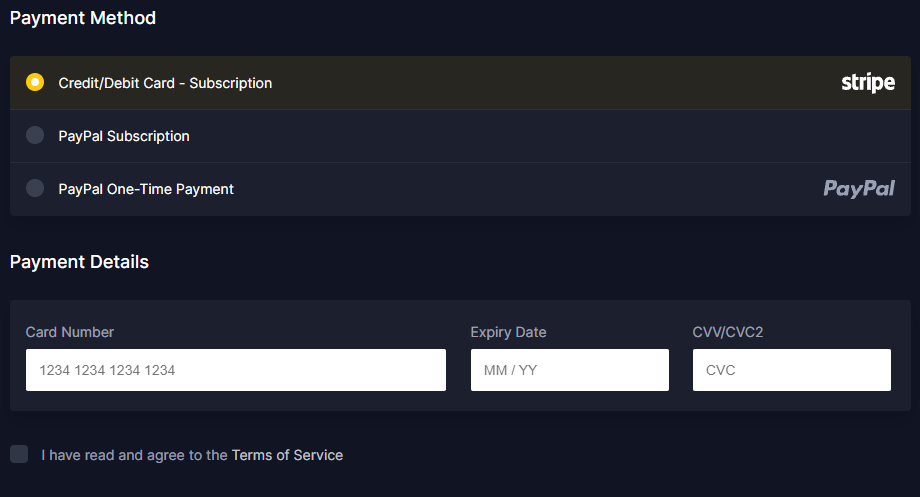 Payment Method
Credit/Debit Card - Subscription stripe
PayPal Subscription
PayPal One-Time Payment PayPal
Payment Details
Card Number Expiry Date CVV/CVC2
1234 1234 1234 1234 MM / YY CVC
I have read and agree to the Terms of Service